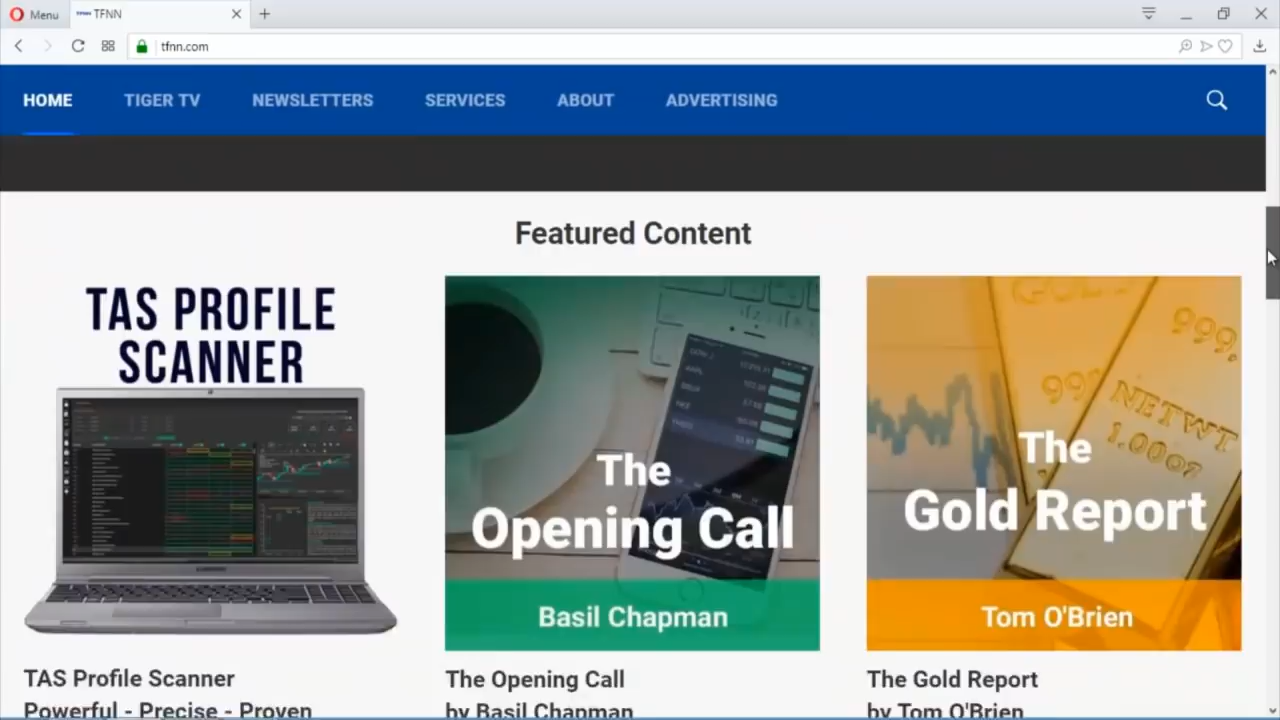 Menu
TFNN
tfnn.com
HOME
TIGER TV
NEWSLETTERS
SERVICES
ABOUT
ADVERTISING
Featured Content
TAS PROFILE
SCANNER
The
Opening Call
Basil Chapman
999.
NETWT
The
Gold Report
Tom O'Brien
TAS Profile Scanner
Powerful - Precise - Proven
The Opening Call
by Basil Chapman
The Gold Report
by Tom O'Brien